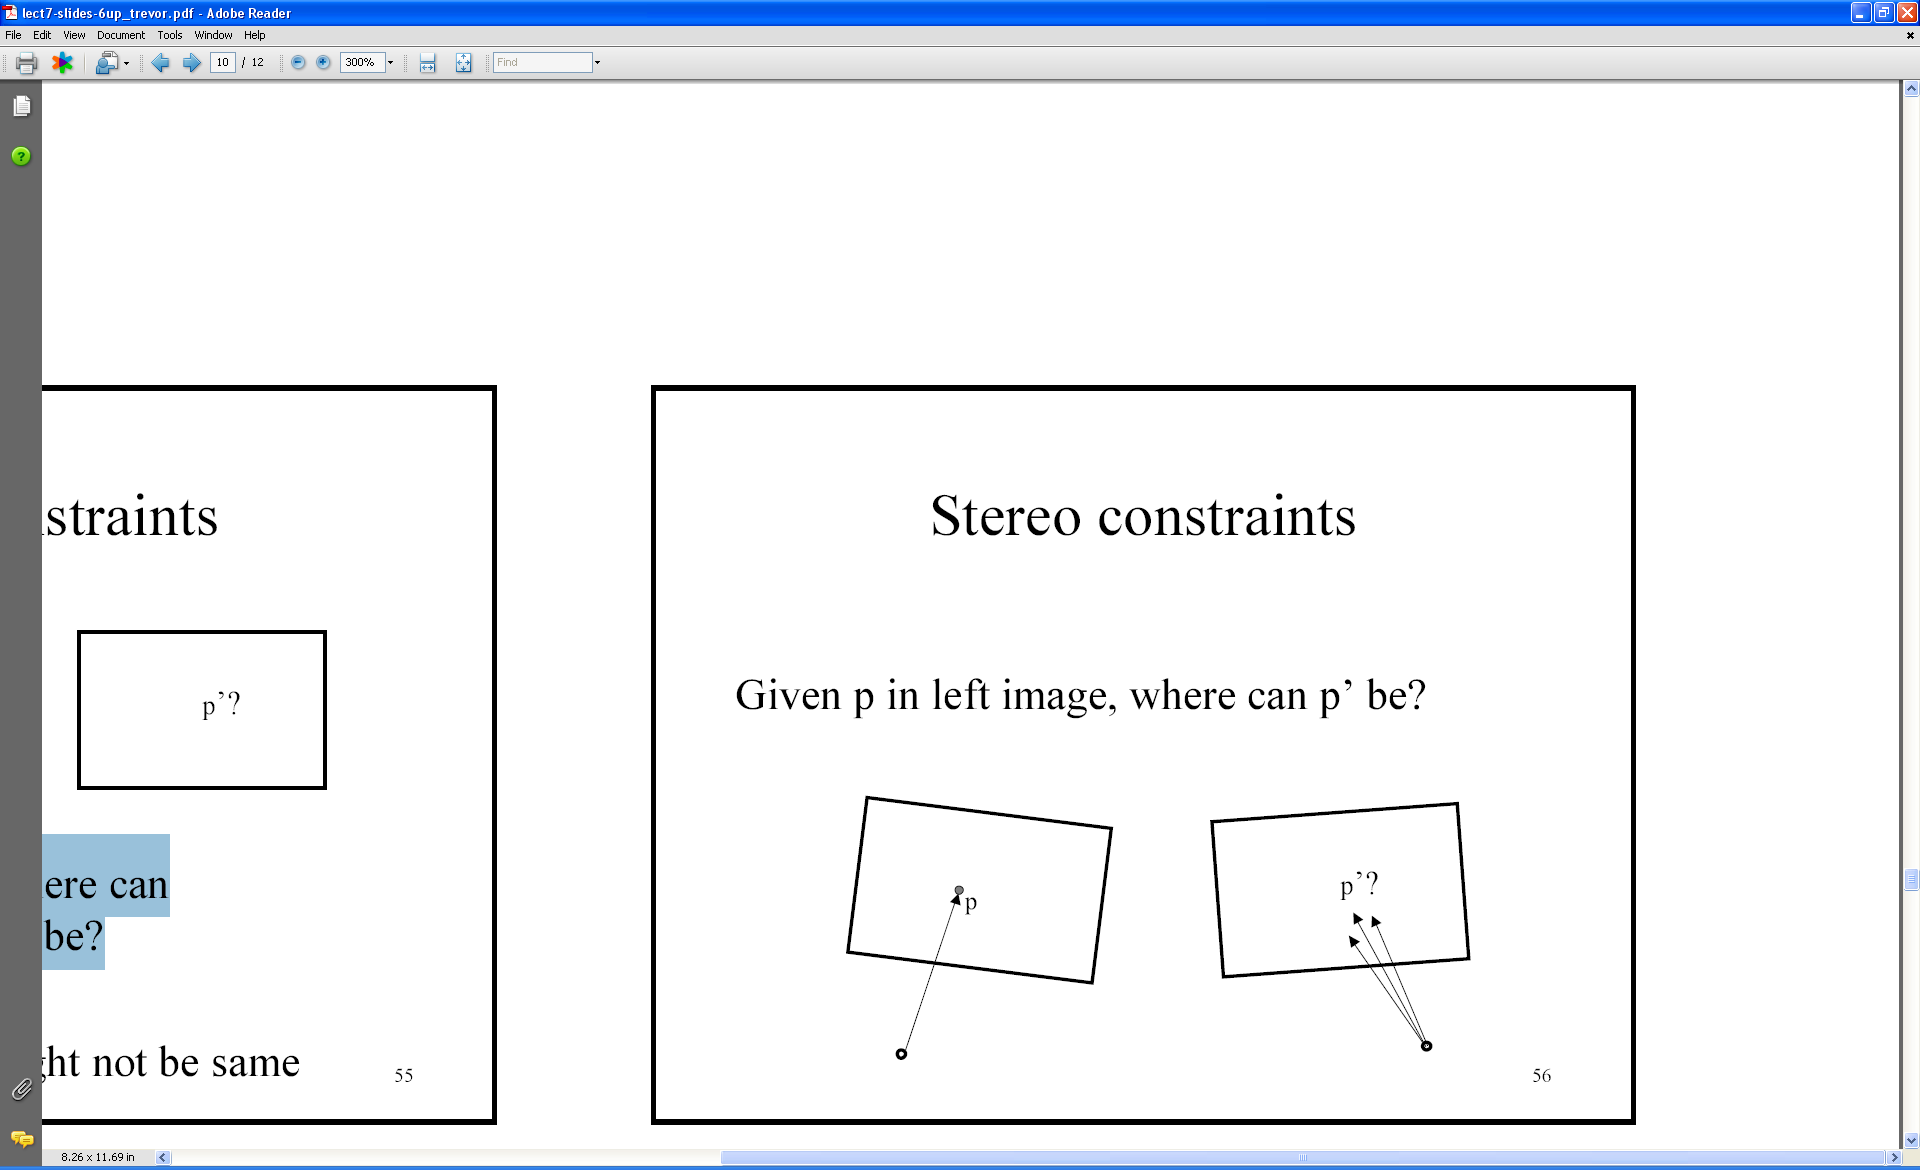 lect7-slides-6up_trevor.pdf - Adobe Reader
File Edit View Document Tools Window Help
10 / 12 300% Find
straints
p’?
ere can
be?
ght not be same
55
Stereo constraints
Given p in left image, where can p’ be?
p
p’?
56
8.26 x 11.69 in